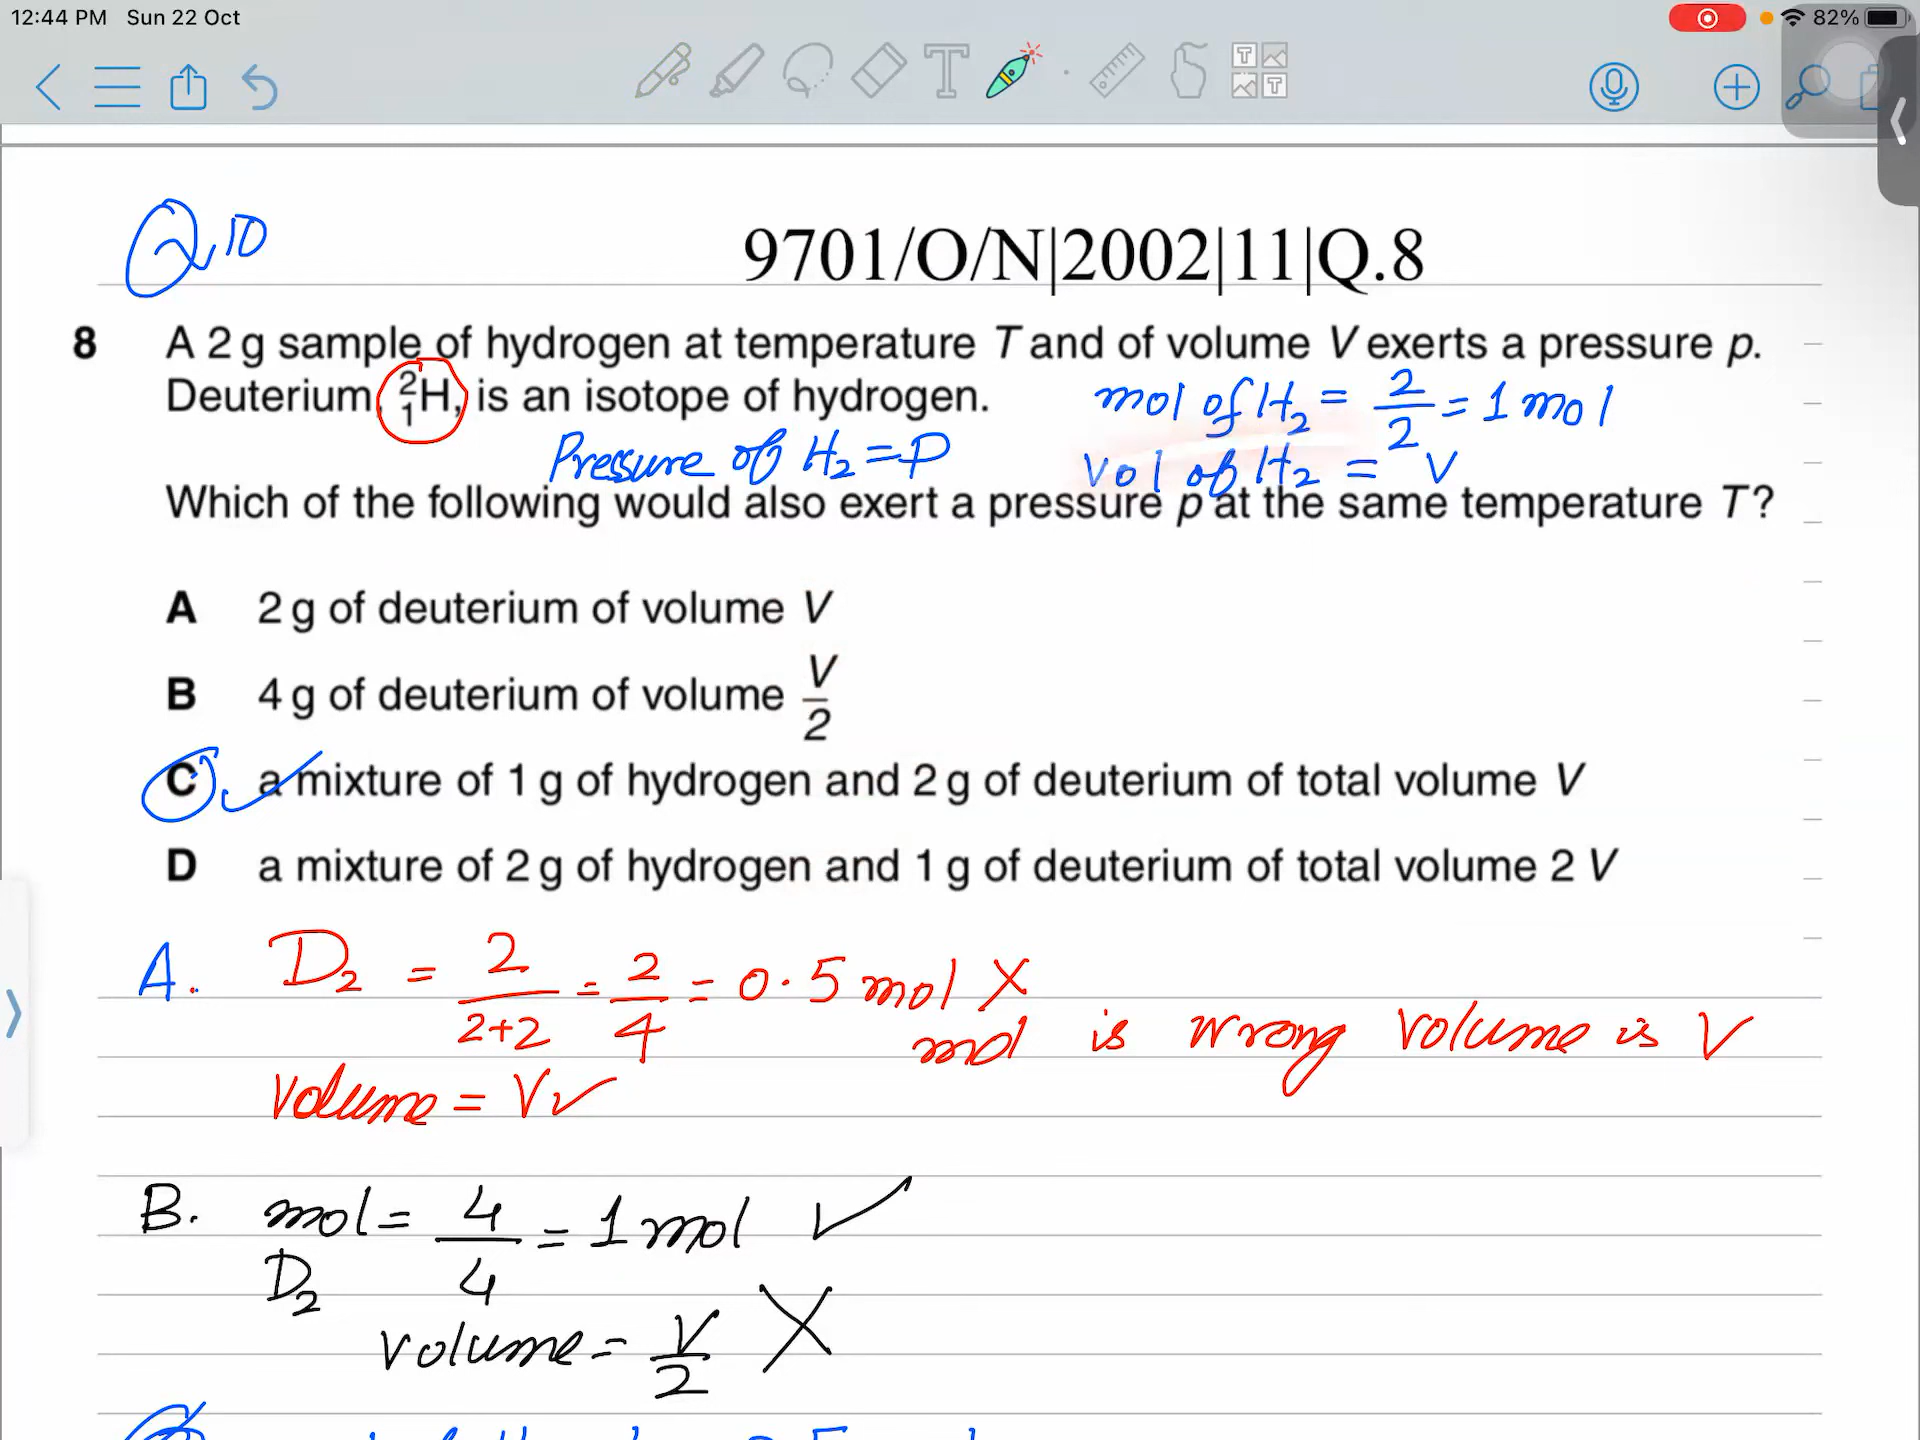 12:44 PM Sun 22 Oct
82%
Q.10
9701/O/N|2002|11|Q.8
8 A 2 g sample of hydrogen at temperature T and of volume V exerts a pressure p.
Deuterium, ²₁H, is an isotope of hydrogen.
mol of H₂ = 2/2 = 1 mol
Pressure of H₂ = P
Vol of H₂ = V
Which of the following would also exert a pressure p at the same temperature T?
A 2 g of deuterium of volume V
B 4 g of deuterium of volume V/2
C a mixture of 1 g of hydrogen and 2 g of deuterium of total volume V
D a mixture of 2 g of hydrogen and 1 g of deuterium of total volume 2 V
A. D₂ = 2/2+2 = 2/4 = 0.5 mol X
mol is wrong volume is V
Volume = V ✓
B. mol = 4/4 = 1 mol ✓
D₂
Volume = V/2 X